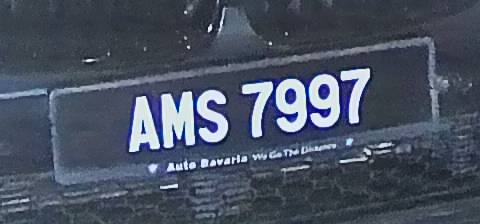 AMS 7997
Auto Bavaria We Go The Distance